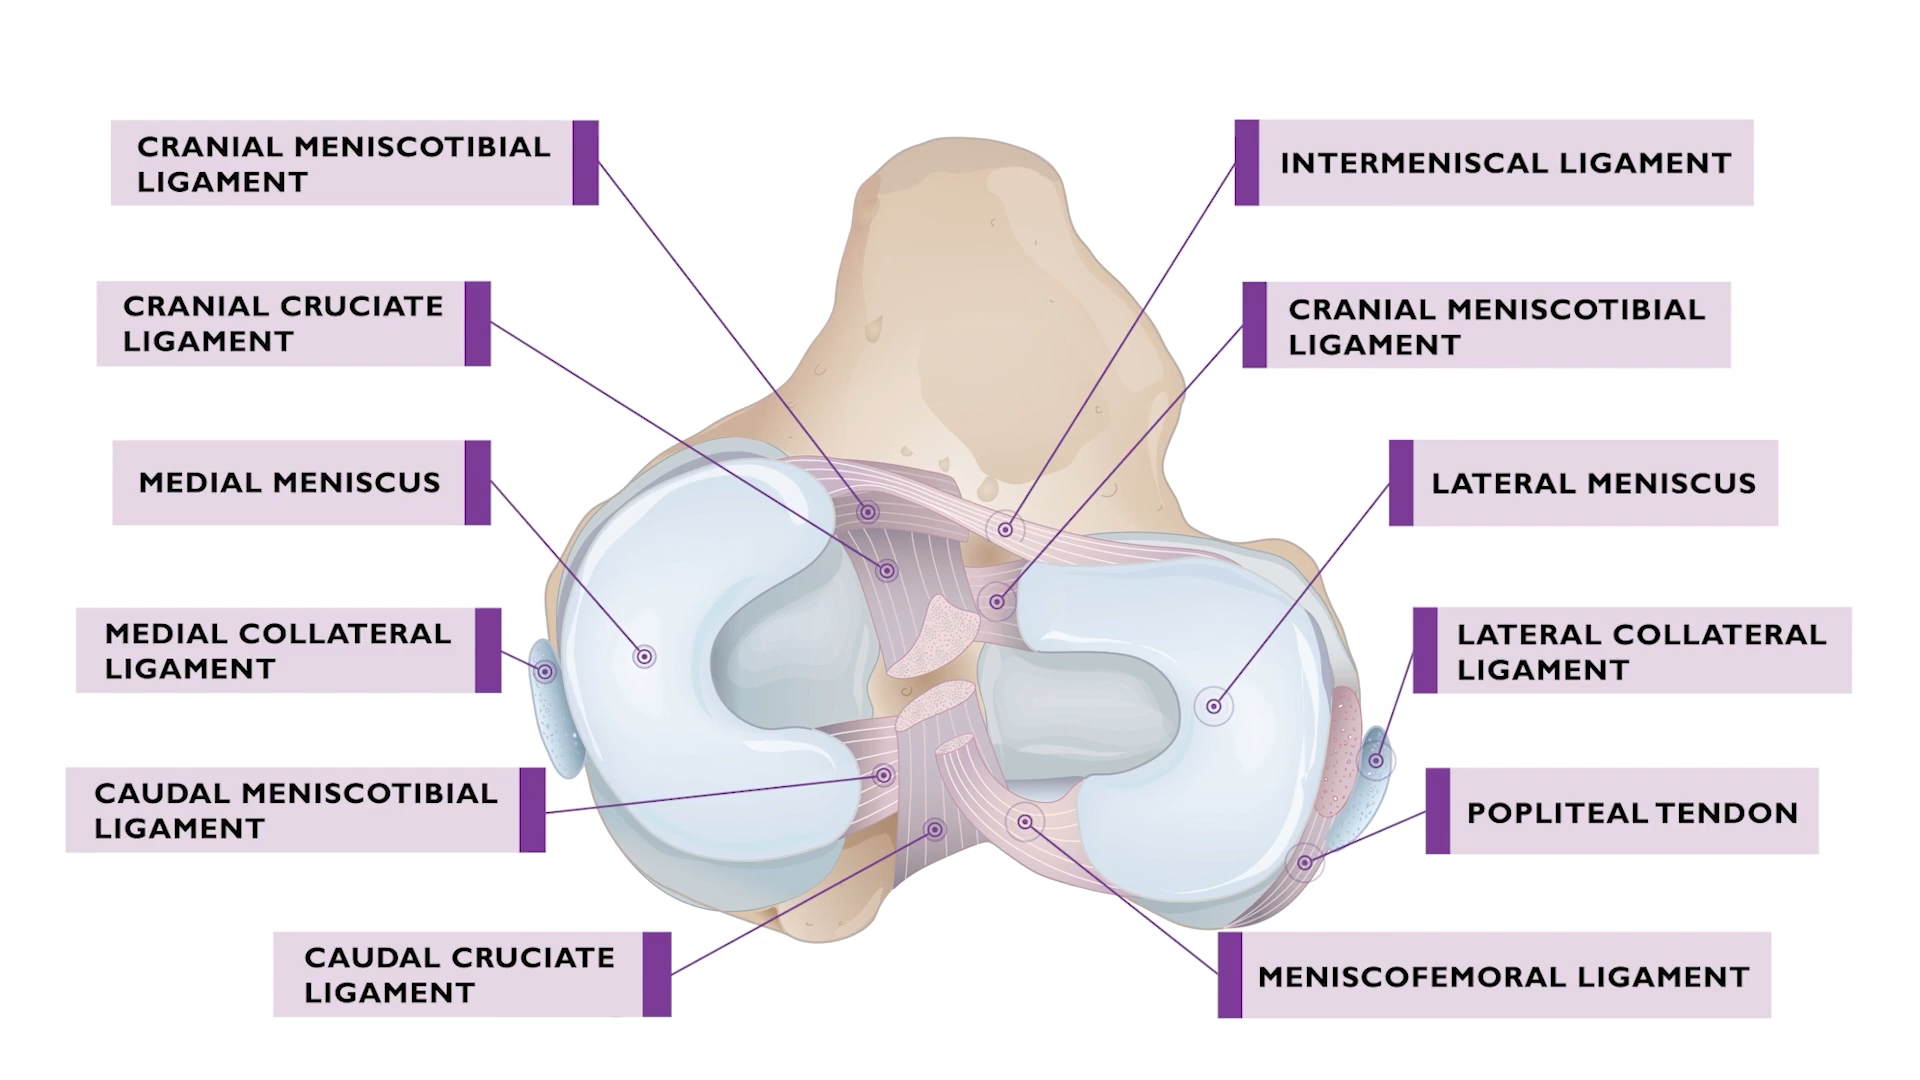 CRANIAL MENISCOTIBIAL
LIGAMENT
CRANIAL CRUCIATE
LIGAMENT
MEDIAL MENISCUS
MEDIAL COLLATERAL
LIGAMENT
CAUDAL MENISCOTIBIAL
LIGAMENT
CAUDAL CRUCIATE
LIGAMENT
INTERMENISCAL LIGAMENT
CRANIAL MENISCOTIBIAL
LIGAMENT
LATERAL MENISCUS
LATERAL COLLATERAL
LIGAMENT
POPLITEAL TENDON
MENISCOFEMORAL LIGAMENT